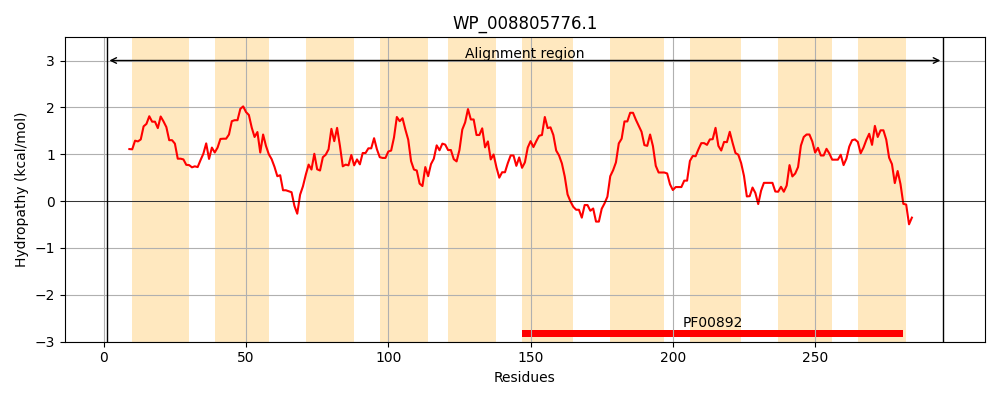 WP_008805776.1
Alignment region
Hydropathy (kcal/mol)
3
2
1
0
−1
−2
−3
PF00892
0
50
100
150
200
250
Residues